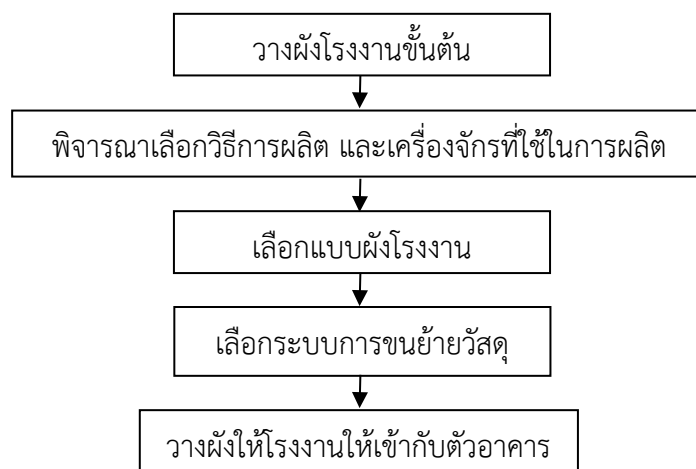 วางผังโรงงานขั้นต้น
พิจารณาเลือกวิธีการผลิต และเครื่องจักรที่ใช้ในการผลิต
เลือกแบบผังโรงงาน
เลือกระบบการขนย้ายวัสดุ
วางผังให้โรงงานให้เข้ากับตัวอาคาร